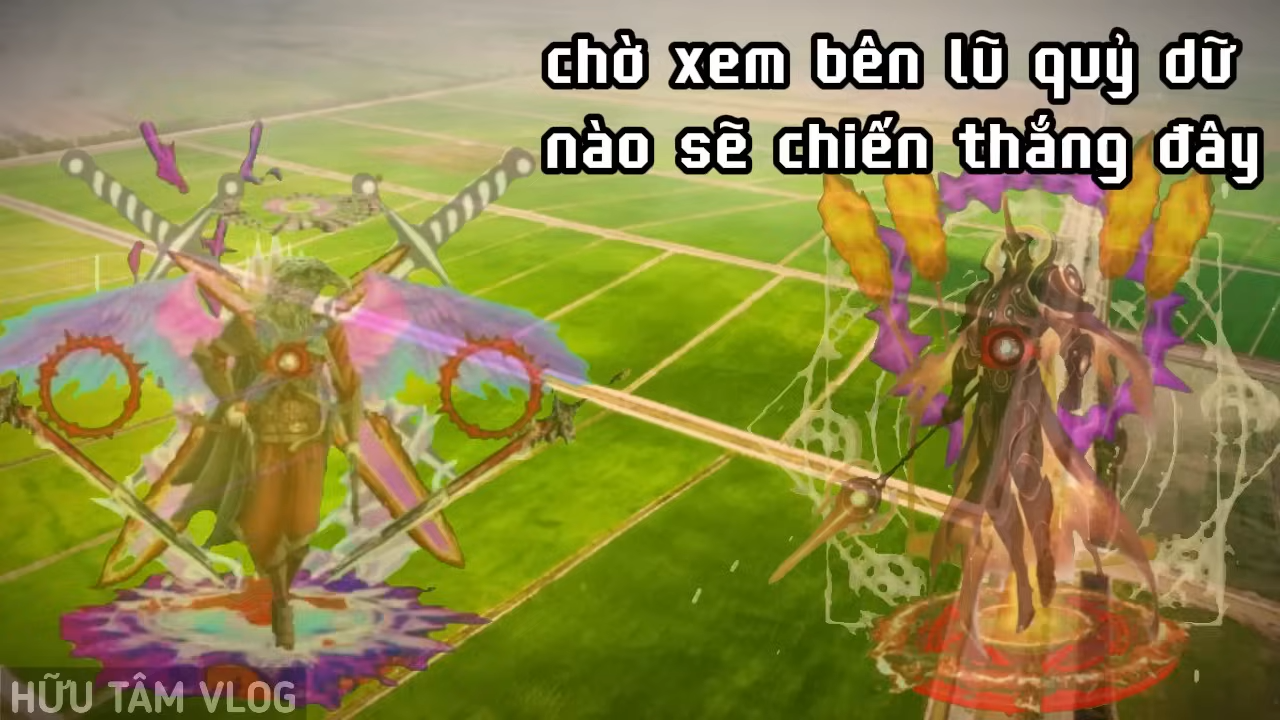 chờ xem bên lũ quỷ dữ
nào sẽ chiến thắng đây
HỮU TÂM VLOG